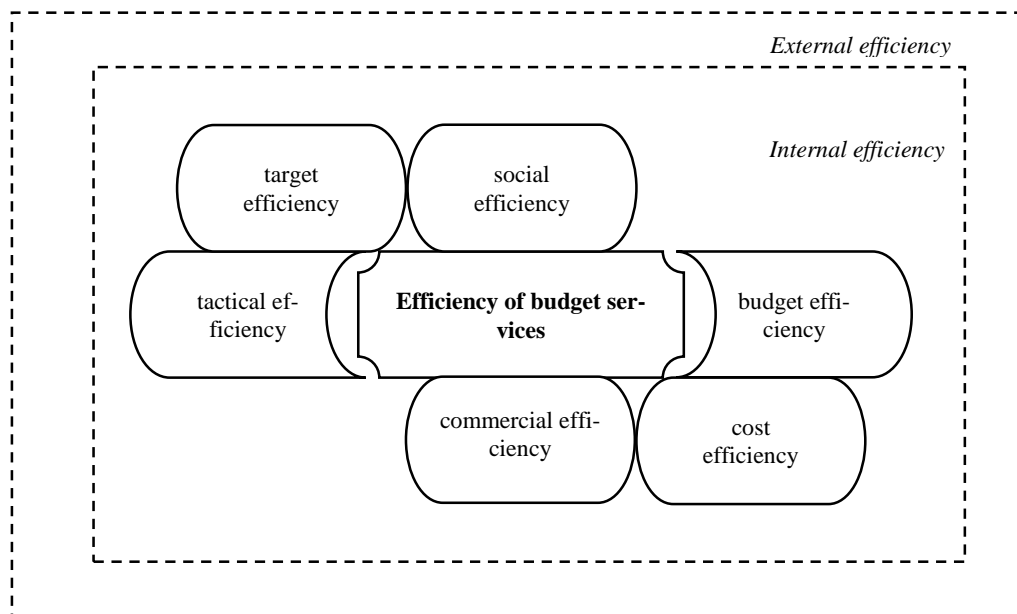 External efficiency
Internal efficiency
target
efficiency
social
efficiency
tactical ef-
ficiency
Efficiency of budget ser-
vices
budget effi-
ciency
commercial effi-
ciency
cost
efficiency